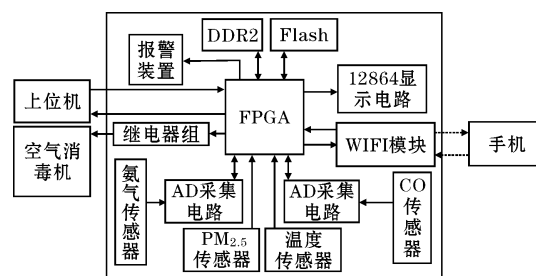 DDR2
Flash
报警
装置
12864显
示电路
上位机
FPGA
继电器组
WIFI模块
手机
空气消
毒机
氨气传感器
AD采集
电路
AD采集
电路
CO
传感器
PM2.5
传感器
温度
传感器